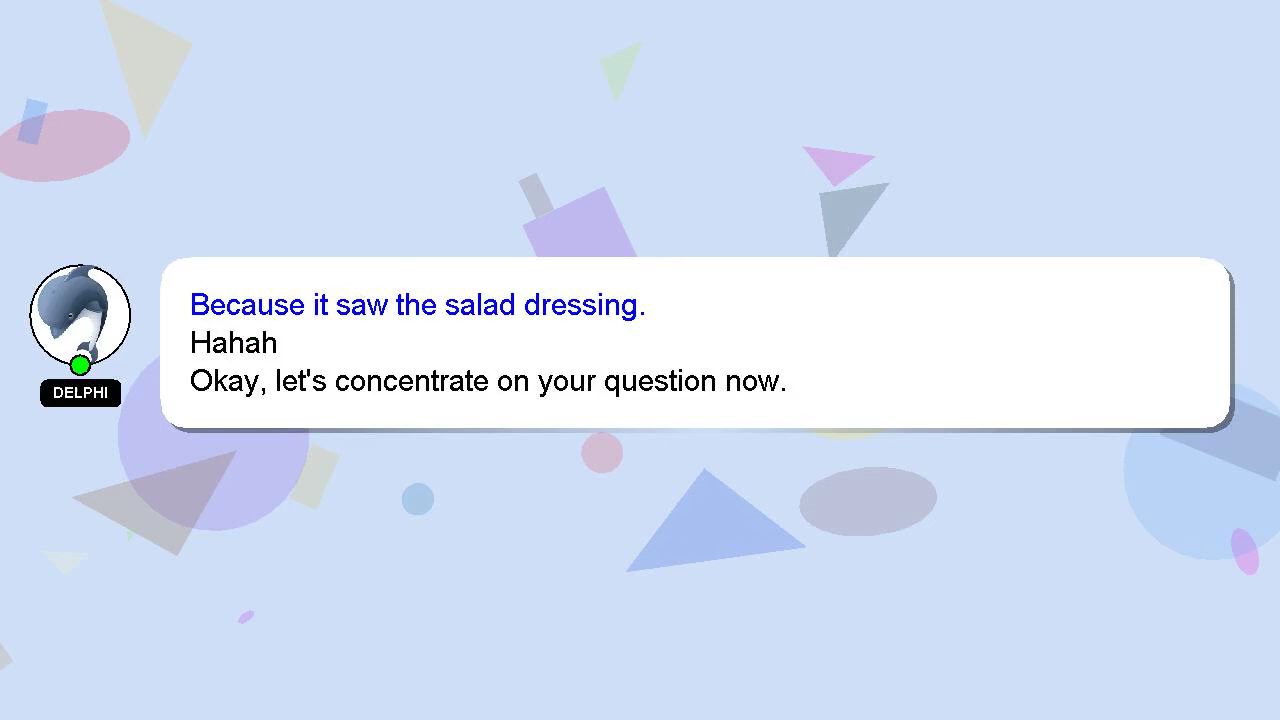 Because it saw the salad dressing.
Hahah
Okay, let's concentrate on your question now.
DELPHI